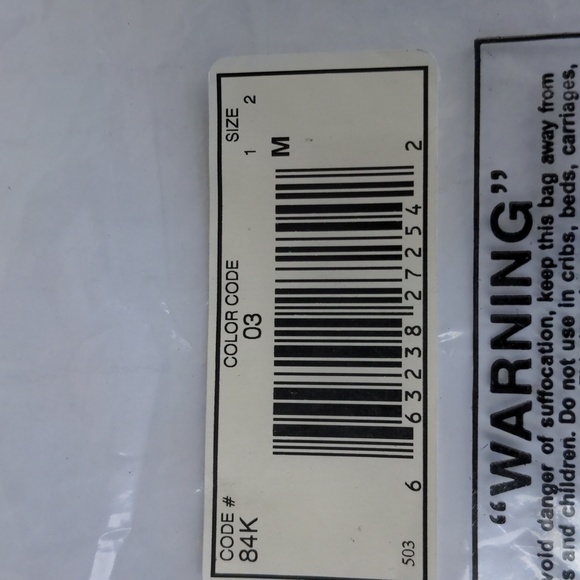 CODE # COLOR CODE SIZE
84K 03 1 2
M
6 63238 27254 2
503
“WARNING”
void danger of suffocation, keep this bag away from
s and children. Do not use in cribs, beds, carriages,